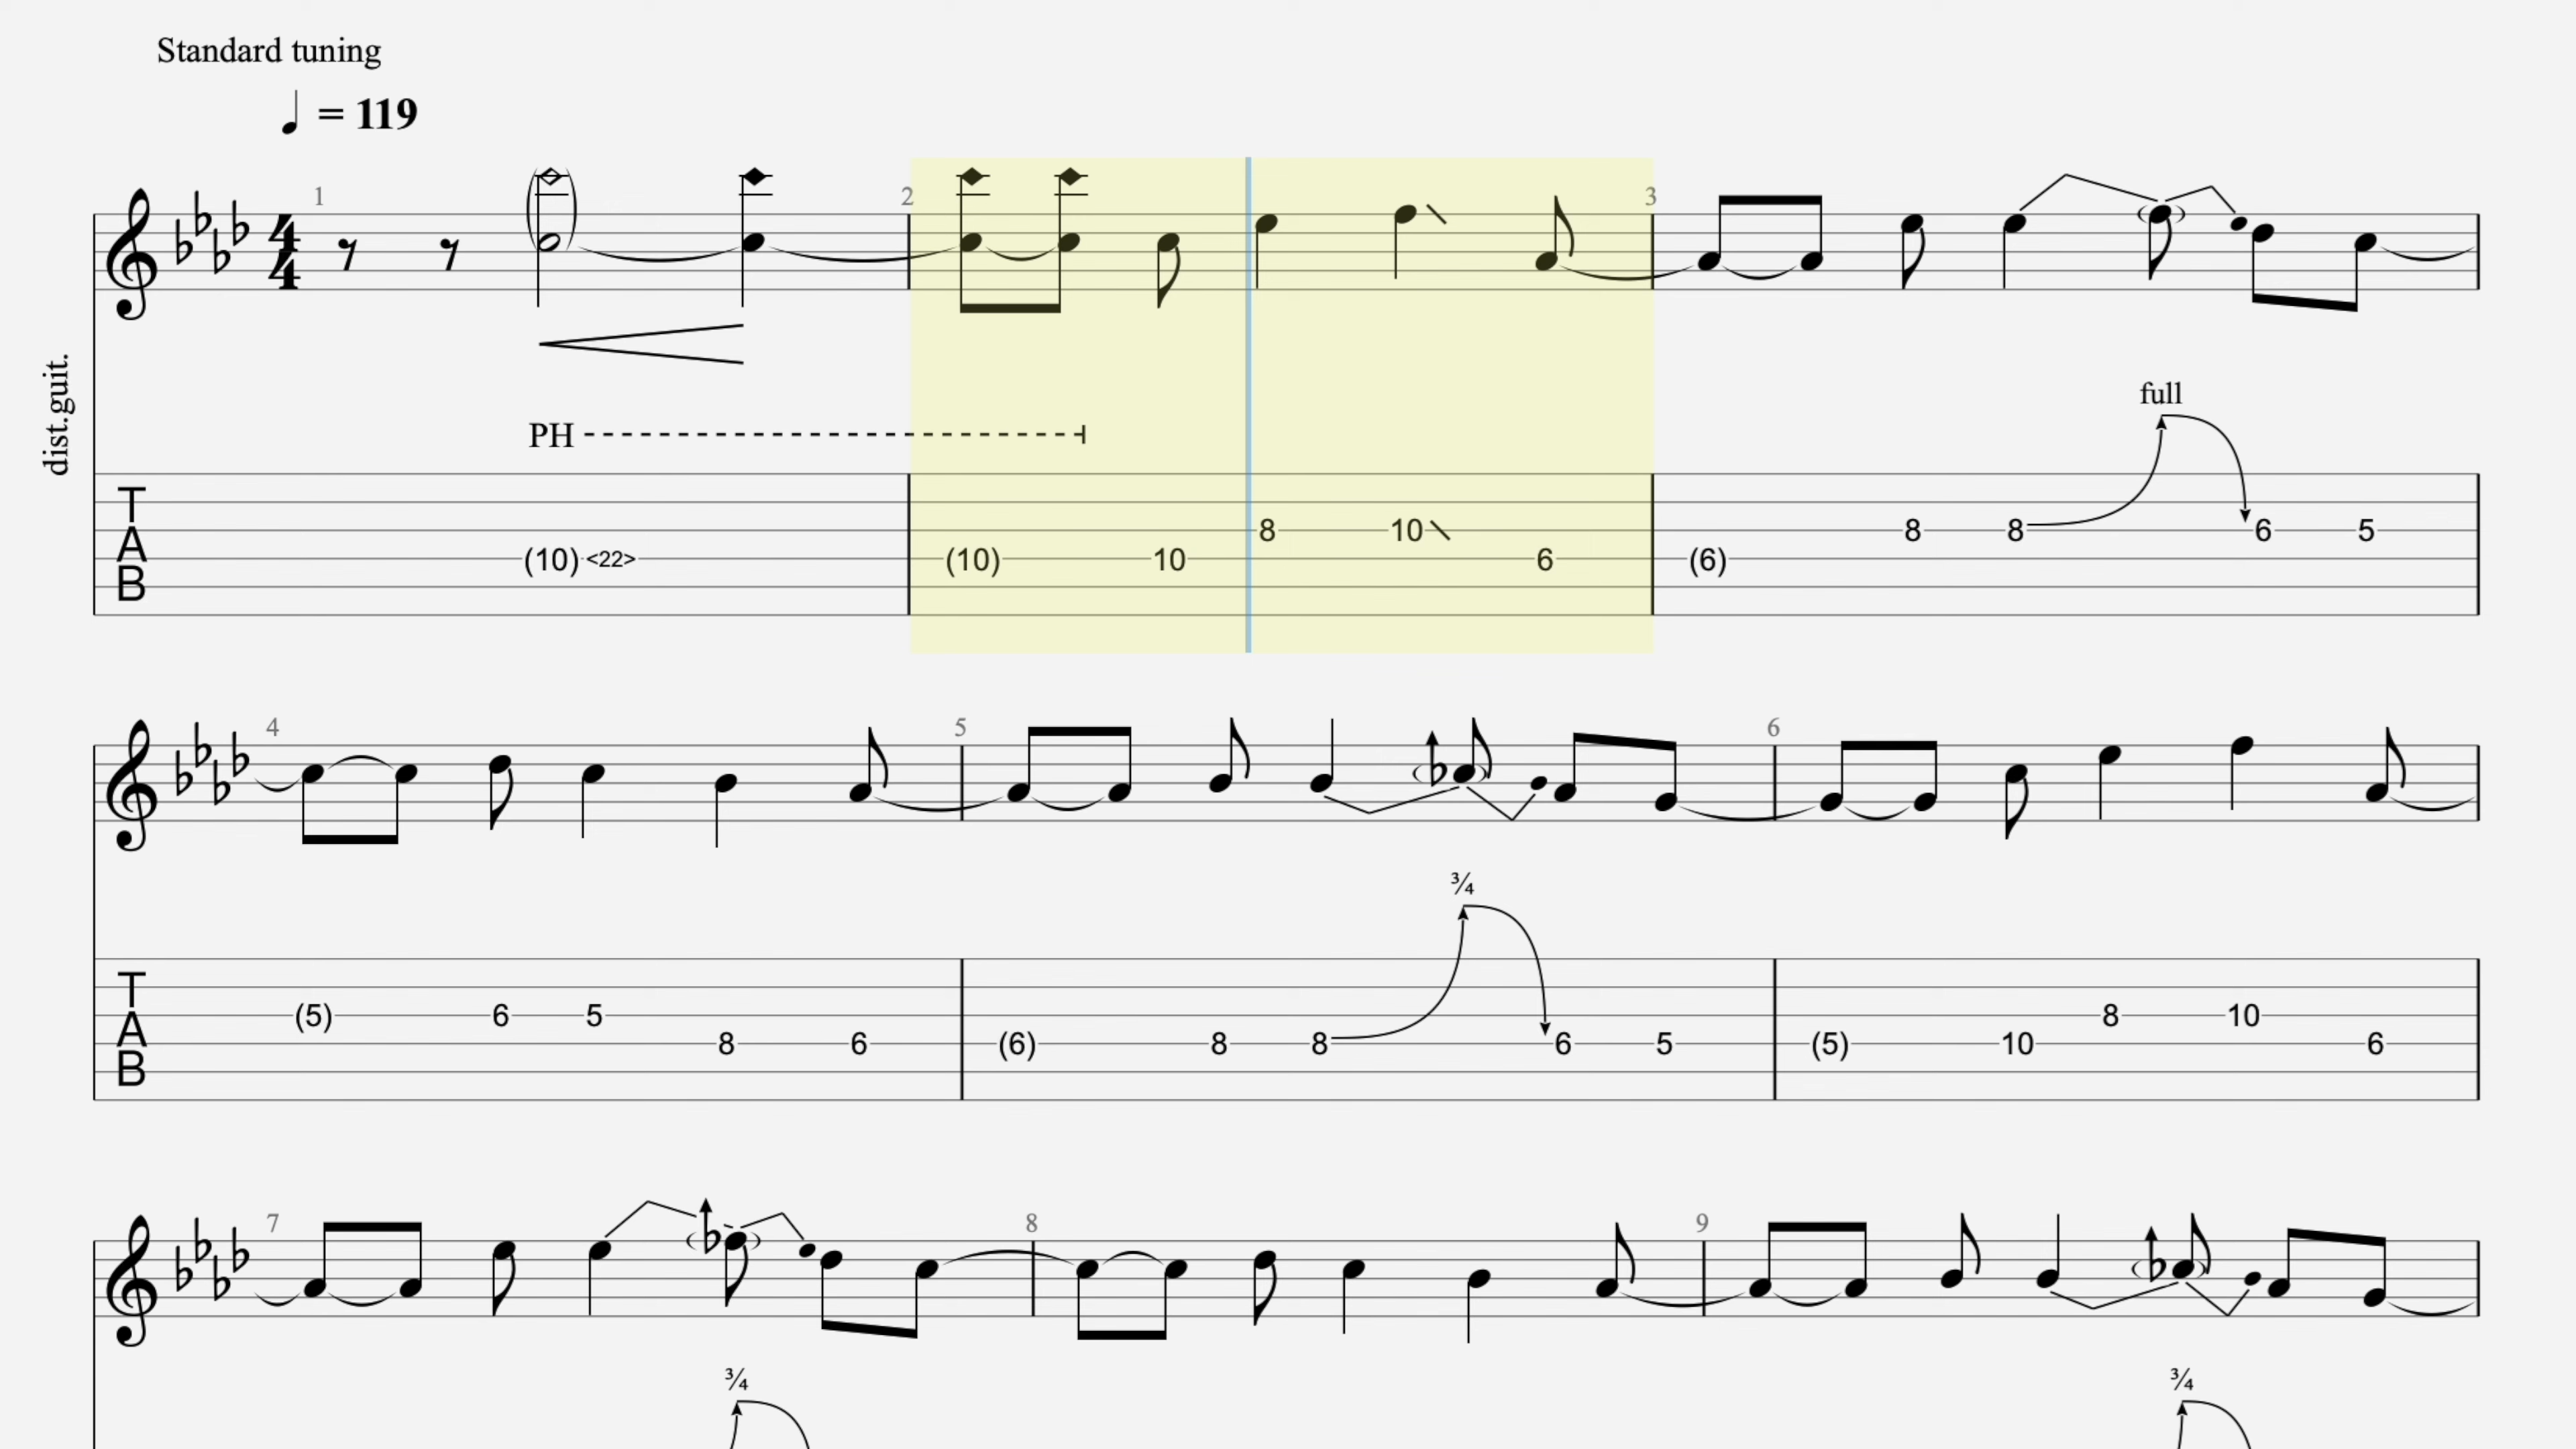 Standard tuning
= 119
1 2 3
4
4
dist.guit.
full
PH
T
A
B
8 10 8 8 6 5
(10) <22> (10) 10 6 (6)
4 5 6
¾
T
A
B
(5) 6 5 8 10
8 6 (6) 8 8 6 5 (5) 10 6
7 8 9
¾ ¾